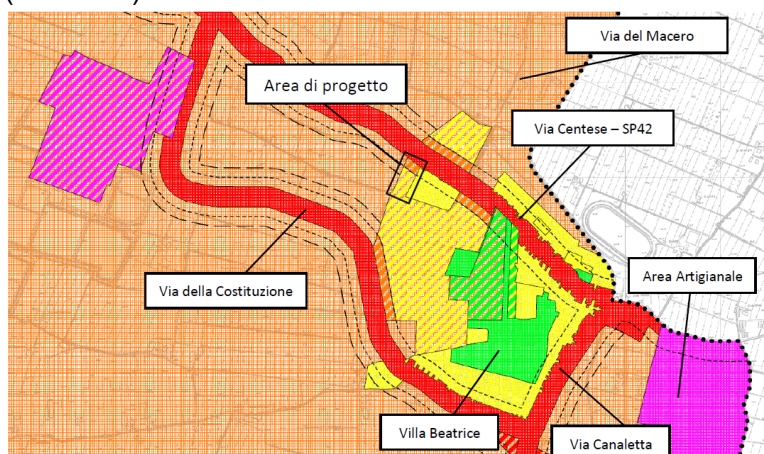 Via del Macero
Area di progetto
Via Centese – SP42
Area Artigianale
Via della Costituzione
Villa Beatrice
Via Canaletta